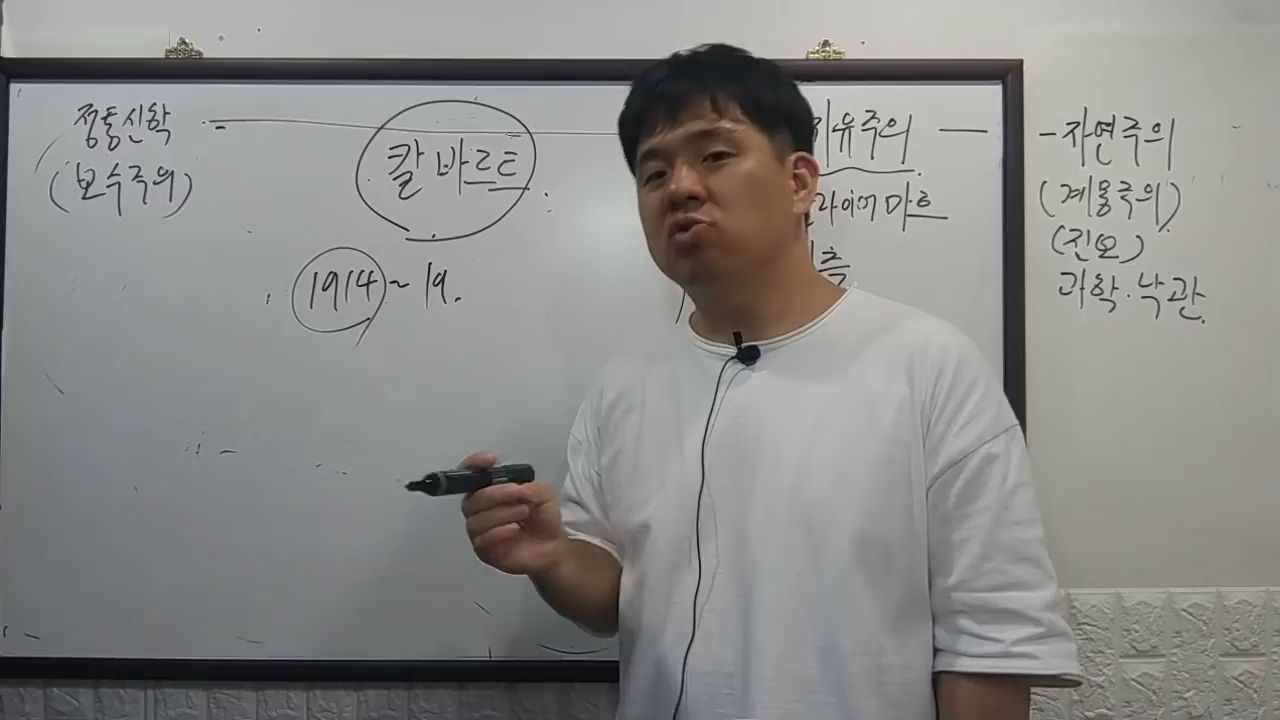 정통신학
(보수주의)
칼 바르트
1914 ~ 19.
자유주의 —
라이어마흐
- 자연주의
(계몽주의)
(진보)
과학·낙관